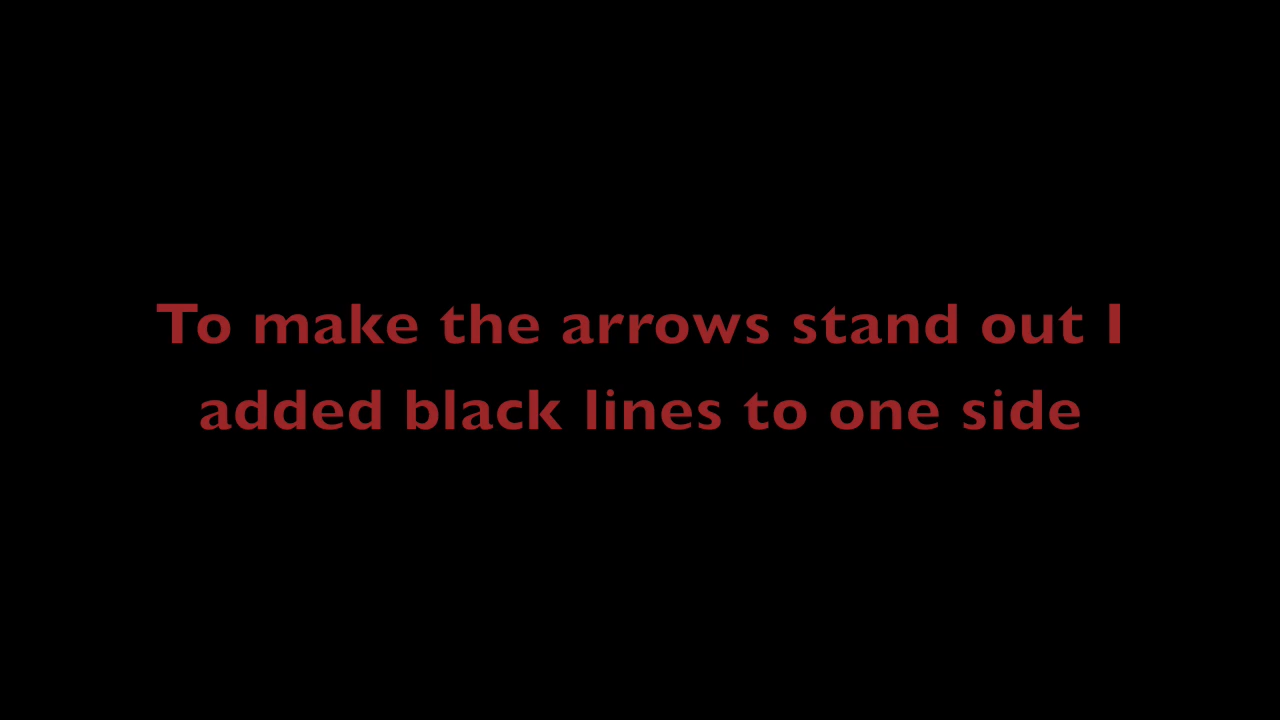 To make the arrows stand out I
added black lines to one side